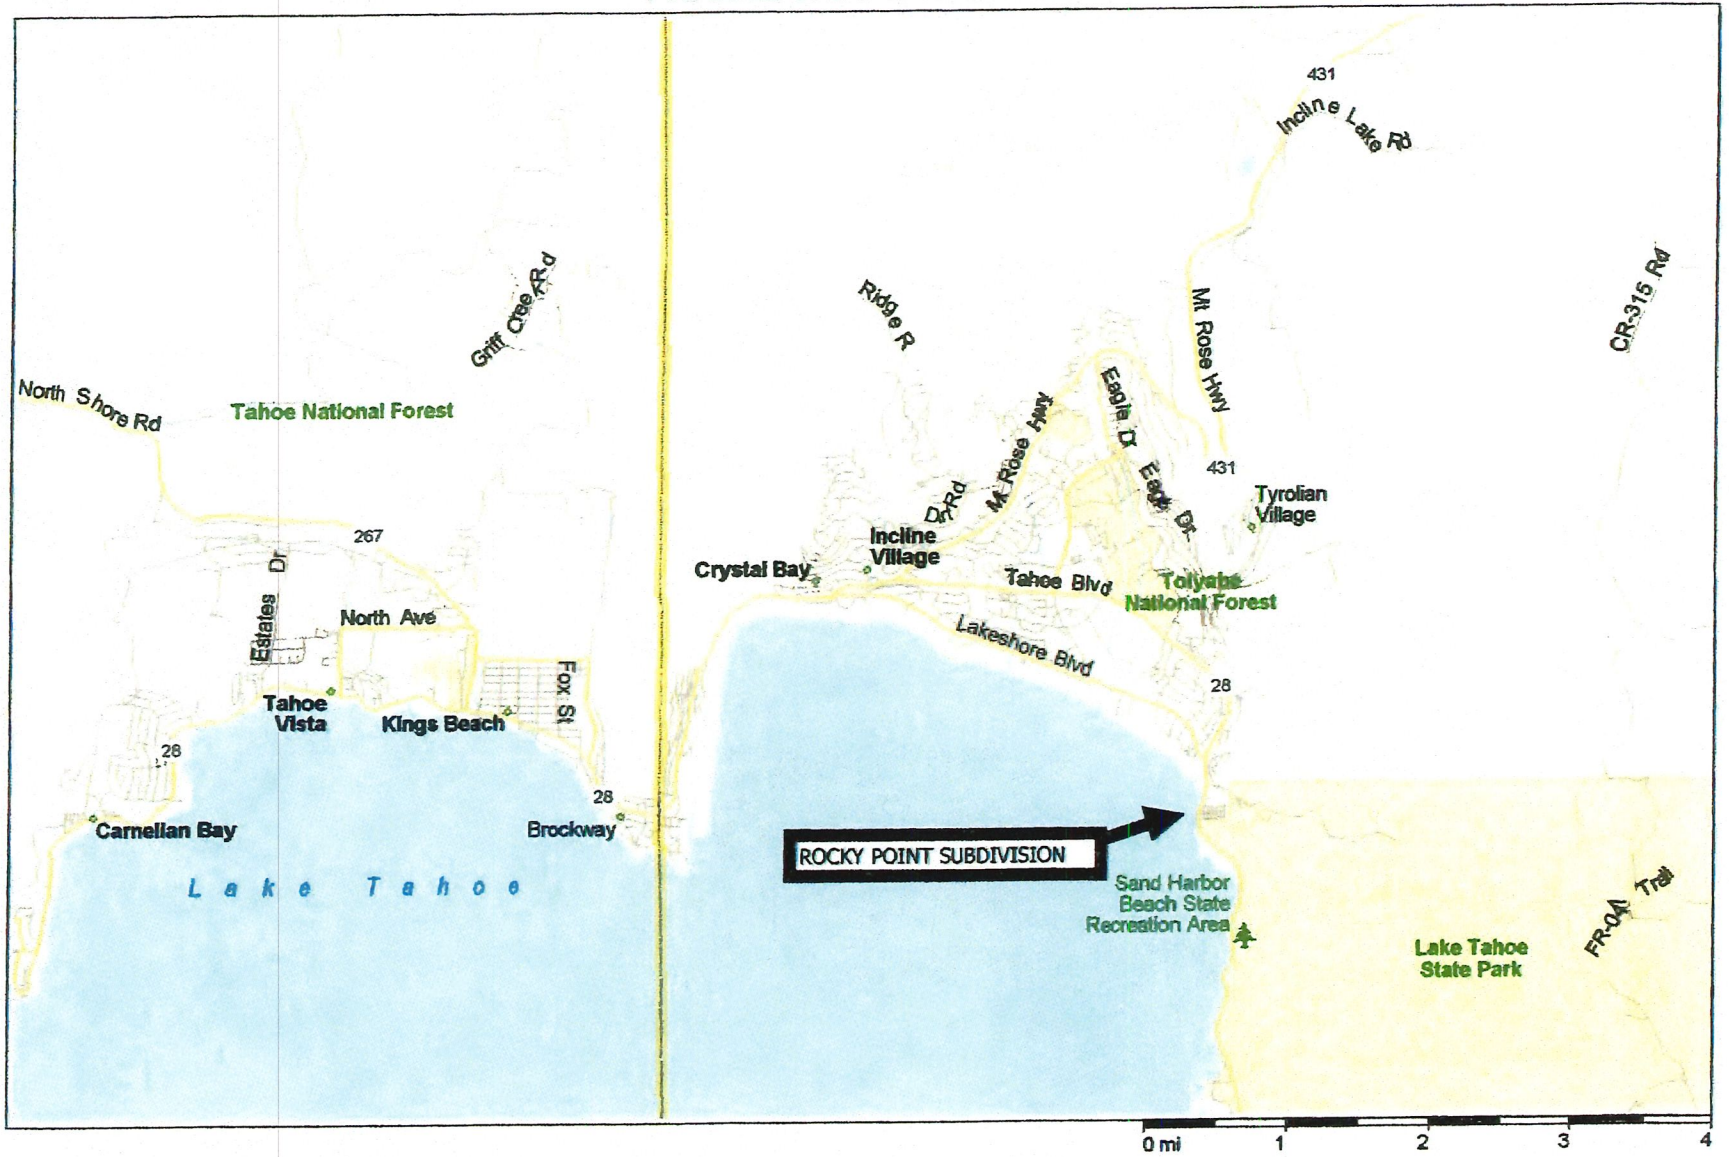 431
Incline Lake Rd
Griff Creek Rd
Ridge R
Mt Rose Hwy
CR-315 Rd
North Shore Rd
Tahoe National Forest
Mt Rose Hwy
Eagle Dr
431
Eagle Dr
Tyrolian
Village
Rd
267
Incline
Village
Crystal Bay
Tahoe Blvd
Toiyabe
National Forest
Estates Dr
North Ave
Lakeshore Blvd
Fox St
28
Tahoe
Vista
Kings Beach
28
28
Carnelian Bay
Brockway
ROCKY POINT SUBDIVISION
Lake Tahoe
Sand Harbor
Beach State
Recreation Area
Lake Tahoe
State Park
FR-041 Trail
0 mi 1 2 3 4